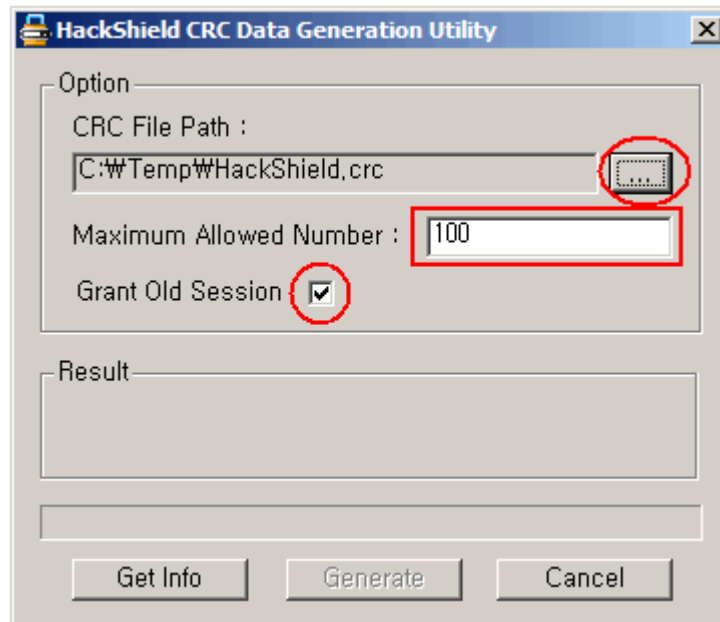 HackShield CRC Data Generation Utility
Option
CRC File Path :
C:₩Temp₩HackShield,crc
...
Maximum Allowed Number :
100
Grant Old Session
Result
Get Info
Generate
Cancel